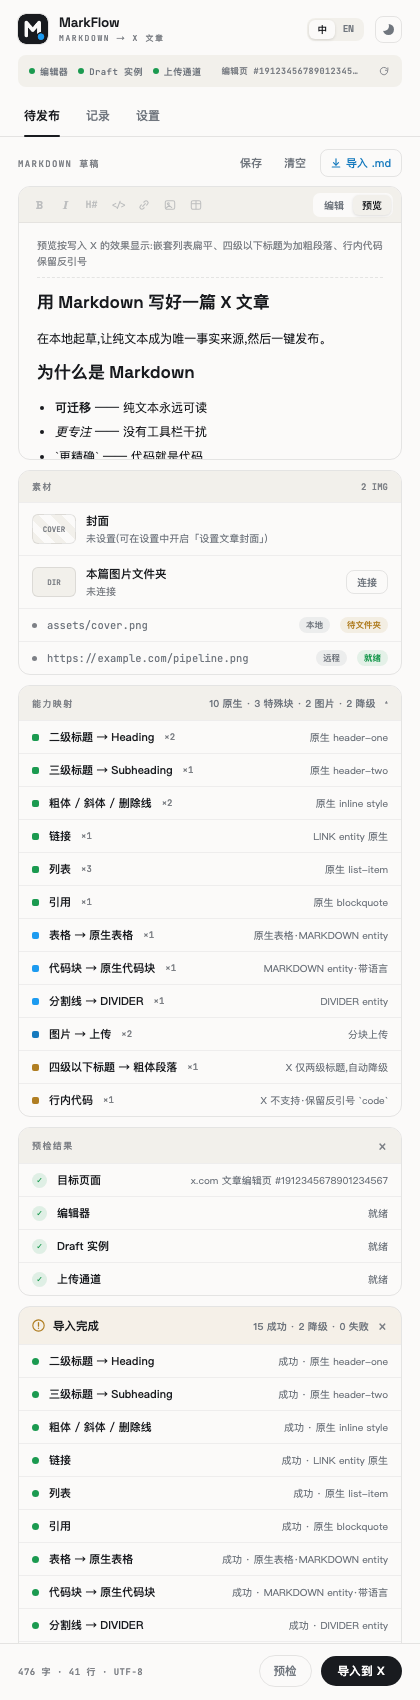 MarkFlow
MARKDOWN → X 文章
中 EN
编辑器 Draft 实例 上传通道 编辑页 #19123456789012345…
待发布 记录 设置
MARKDOWN 草稿 保存 清空 导入 .md
B I H# </> 编辑 预览
预览按写入 X 的效果显示:嵌套列表扁平、四级以下标题为加粗段落、行内代码
保留反引号
用 Markdown 写好一篇 X 文章
在本地起草,让纯文本成为唯一事实来源,然后一键发布。
为什么是 Markdown
• 可迁移 —— 纯文本永远可读
• 更专注 —— 没有工具栏干扰
• `更精确` —— 代码就是代码
素材 2 IMG
COVER 封面
未设置(可在设置中开启「设置文章封面」)
DIR 本篇图片文件夹 连接
未连接
assets/cover.png 本地 待文件夹
https://example.com/pipeline.png 远程 就绪
能力映射 10 原生 · 3 特殊块 · 2 图片 · 2 降级
二级标题 → Heading ×2 原生 header-one
三级标题 → Subheading ×1 原生 header-two
粗体 / 斜体 / 删除线 ×2 原生 inline style
链接 ×1 LINK entity 原生
列表 ×3 原生 list-item
引用 ×1 原生 blockquote
表格 → 原生表格 ×1 原生表格·MARKDOWN entity
代码块 → 原生代码块 ×1 MARKDOWN entity·带语言
分割线 → DIVIDER ×1 DIVIDER entity
图片 → 上传 ×2 分块上传
四级以下标题 → 粗体段落 ×1 X 仅两级标题,自动降级
行内代码 ×1 X 不支持·保留反引号 `code`
预检结果 ×
目标页面 x.com 文章编辑页 #1912345678901234567
编辑器 就绪
Draft 实例 就绪
上传通道 就绪
导入完成 15 成功 · 2 降级 · 0 失败 ×
二级标题 → Heading 成功 · 原生 header-one
三级标题 → Subheading 成功 · 原生 header-two
粗体 / 斜体 / 删除线 成功 · 原生 inline style
链接 成功 · LINK entity 原生
列表 成功 · 原生 list-item
引用 成功 · 原生 blockquote
表格 → 原生表格 成功 · 原生表格·MARKDOWN entity
代码块 → 原生代码块 成功 · MARKDOWN entity·带语言
分割线 → DIVIDER 成功 · DIVIDER entity
476 字 · 41 行 · UTF-8 预检 导入到 X